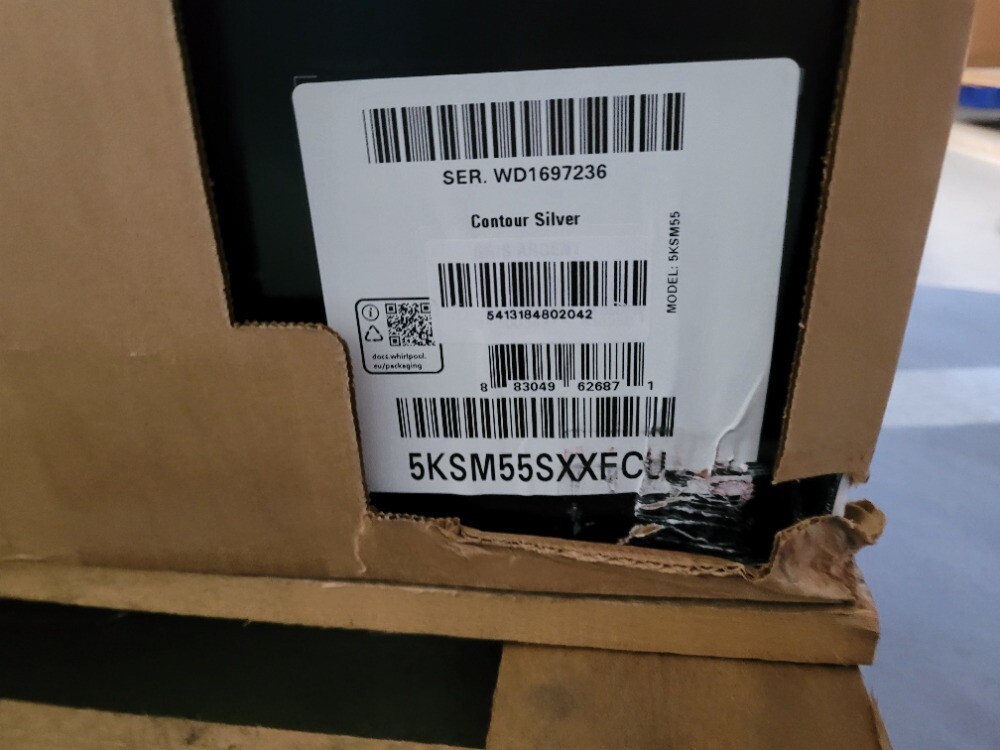 SER. WD1697236
Contour Silver
MODEL: 5KSM55
5413184802042
docs.whirlpool.
eu/packaging
8 83049 62687 1
5KSM55SXXFCU